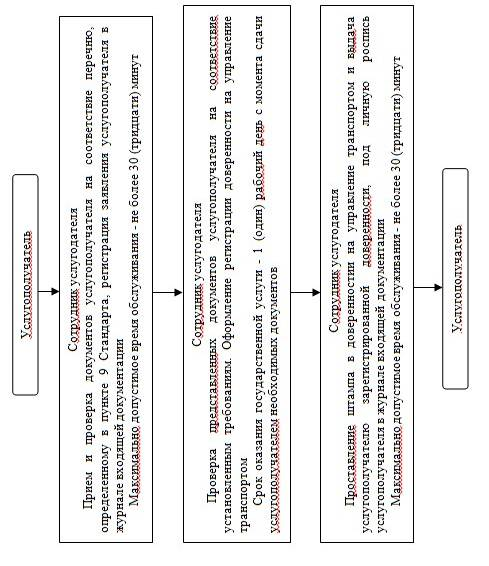 Услугополучатель
Сотрудник услугодателя
Прием и проверка документов услугополучателя на соответствие перечню,
определенному в пункте 9 Стандарта, регистрация заявления услугополучателя в
журнале входящей документации
Максимально допустимое время обслуживания - не более 30 (тридцати) минут
Сотрудник услугодателя
Проверка представленных документов услугополучателя на соответствие
установленным требованиям. Оформление регистрации доверенности на управление
транспортом
Срок оказания государственной услуги - 1 (один) рабочий день с момента сдачи
услугополучателем необходимых документов
Сотрудник услугодателя
Проставление штампа в доверенности на управление транспортом и выдача
услугополучателю зарегистрированной доверенности, под личную роспись
услугополучателя в журнале входящей документации
Максимально допустимое время обслуживания - не более 30 (тридцати) минут
Услугополучатель